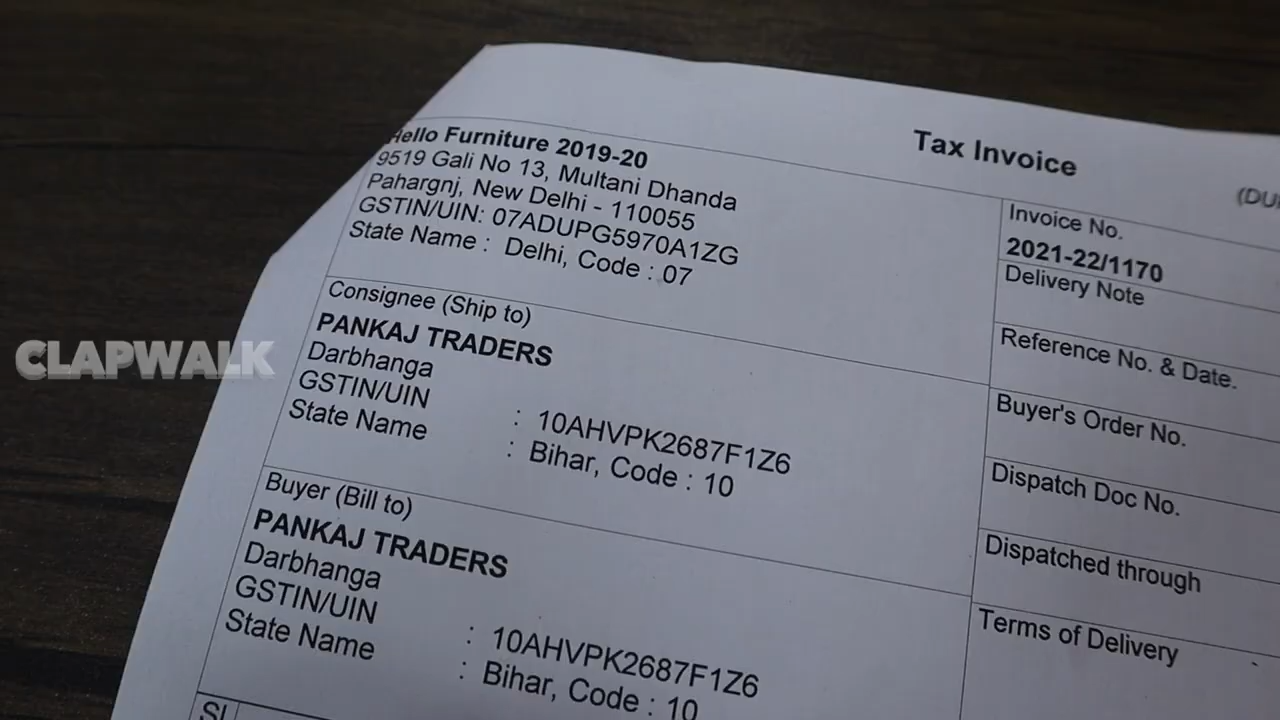 Tax Invoice
(DU
Hello Furniture 2019-20
9519 Gali No 13, Multani Dhanda
Pahargnj, New Delhi - 110055
GSTIN/UIN: 07ADUPG5970A1ZG
State Name : Delhi, Code : 07
Consignee (Ship to)
PANKAJ TRADERS
Darbhanga
GSTIN/UIN : 10AHVPK2687F1Z6
State Name : Bihar, Code : 10
Buyer (Bill to)
PANKAJ TRADERS
Darbhanga
GSTIN/UIN : 10AHVPK2687F1Z6
State Name : Bihar, Code : 10
Sl
Invoice No.
2021-22/1170
Delivery Note
Reference No. & Date.
Buyer's Order No.
Dispatch Doc No.
Dispatched through
Terms of Delivery
CLAPWALK